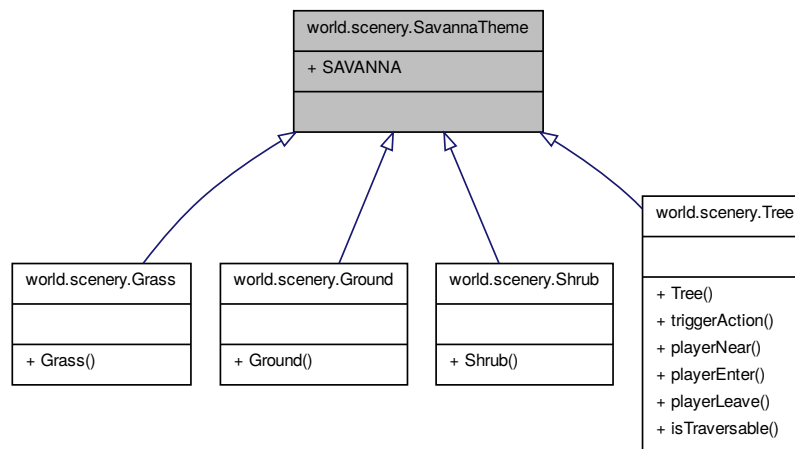 world.scenery.SavannaTheme
+ SAVANNA
world.scenery.Grass
+ Grass()
world.scenery.Ground
+ Ground()
world.scenery.Shrub
+ Shrub()
world.scenery.Tree
+ Tree()
+ triggerAction()
+ playerNear()
+ playerEnter()
+ playerLeave()
+ isTraversable()